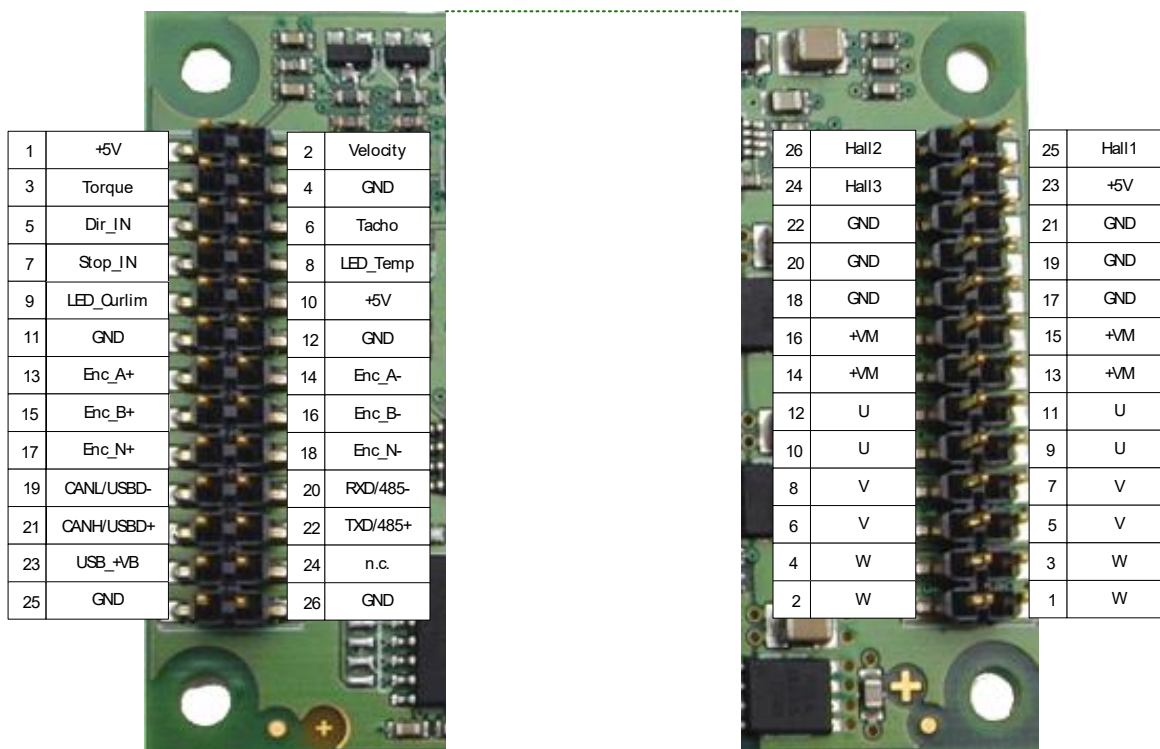 1 +5V 2 Velocity
3 Torque 4 GND
5 Dir_IN 6 Tacho
7 Stop_IN 8 LED_Temp
9 LED_Curlim 10 +5V
11 GND 12 GND
13 Enc_A+ 14 Enc_A-
15 Enc_B+ 16 Enc_B-
17 Enc_N+ 18 Enc_N-
19 CANL/USBD- 20 RXD/485-
21 CANH/USBD+ 22 TXD/485+
23 USB_+VB 24 n.c.
25 GND 26 GND
26 Hall2 25 Hall1
24 Hall3 23 +5V
22 GND 21 GND
20 GND 19 GND
18 GND 17 GND
16 +VM 15 +VM
14 +VM 13 +VM
12 U 11 U
10 U 9 U
8 V 7 V
6 V 5 V
4 W 3 W
2 W 1 W